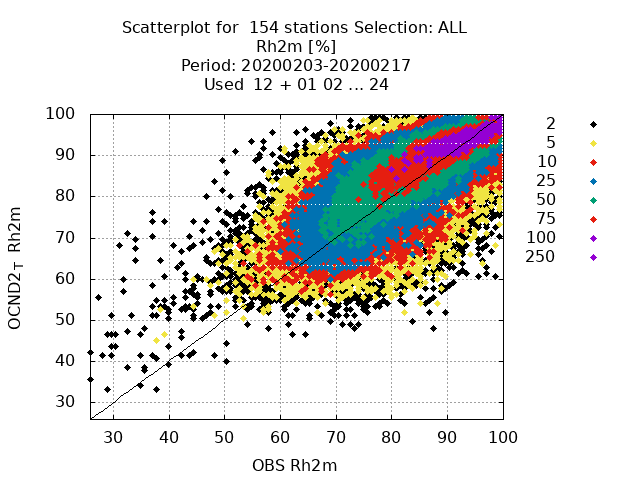 Scatterplot for 154 stations Selection: ALL
Rh2m [%]
Period: 20200203-20200217
Used 12 + 01 02 ... 24
100
90
80
70
60
50
40
30
OCND2_T Rh2m
30 40 50 60 70 80 90 100
OBS Rh2m
2
5
10
25
50
75
100
250